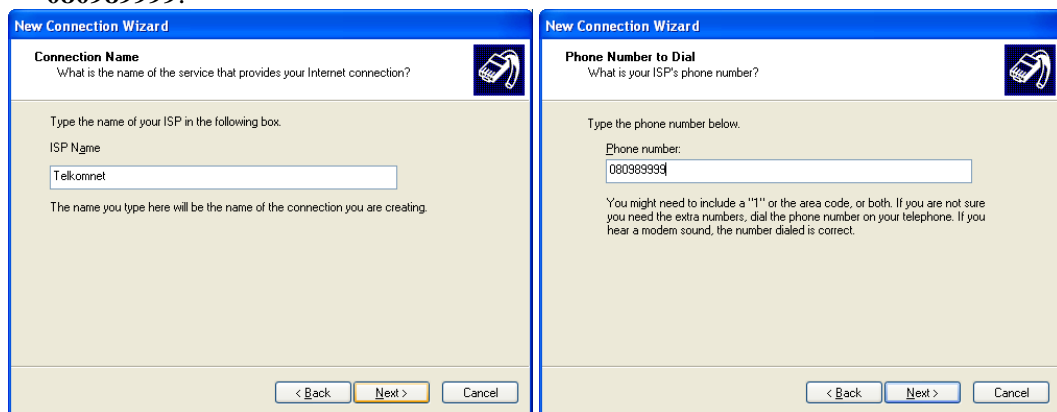 080989999.
New Connection Wizard
Connection Name
What is the name of the service that provides your Internet connection?
Type the name of your ISP in the following box.
ISP Name
Telkomnet
The name you type here will be the name of the connection you are creating.
< Back
Next >
Cancel
New Connection Wizard
Phone Number to Dial
What is your ISP's phone number?
Type the phone number below.
Phone number:
080989999
You might need to include a "1" or the area code, or both. If you are not sure
you need the extra numbers, dial the phone number on your telephone. If you
hear a modem sound, the number dialed is correct.
< Back
Next >
Cancel